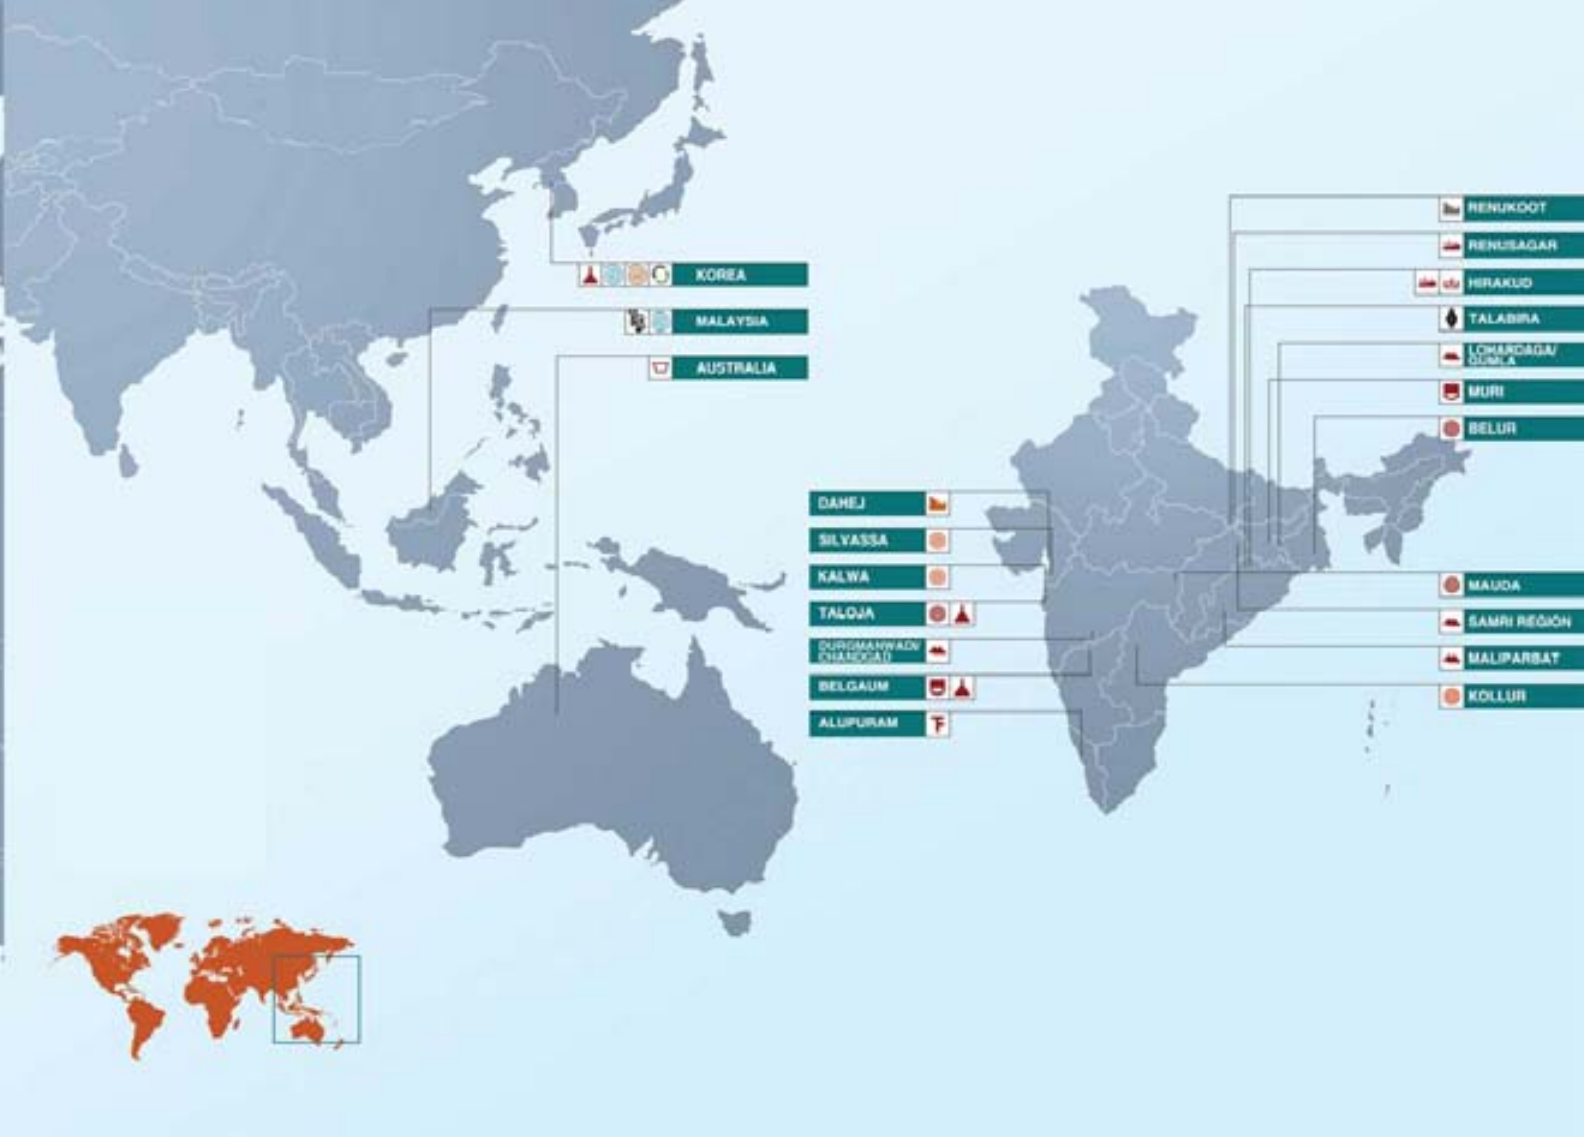 KOREA
MALAYSIA
AUSTRALIA
DAHEJ
SILVASSA
KALWA
TALOJA
DURGMANWADI/
CHANDGAD
BELGAUM
ALUPURAM
RENUKOOT
RENUSAGAR
HIRAKUD
TALABIRA
LOHARDAGA/
GUMLA
MURI
BELUR
MAUDA
SAMRI REGION
MALIPARBAT
KOLLUR